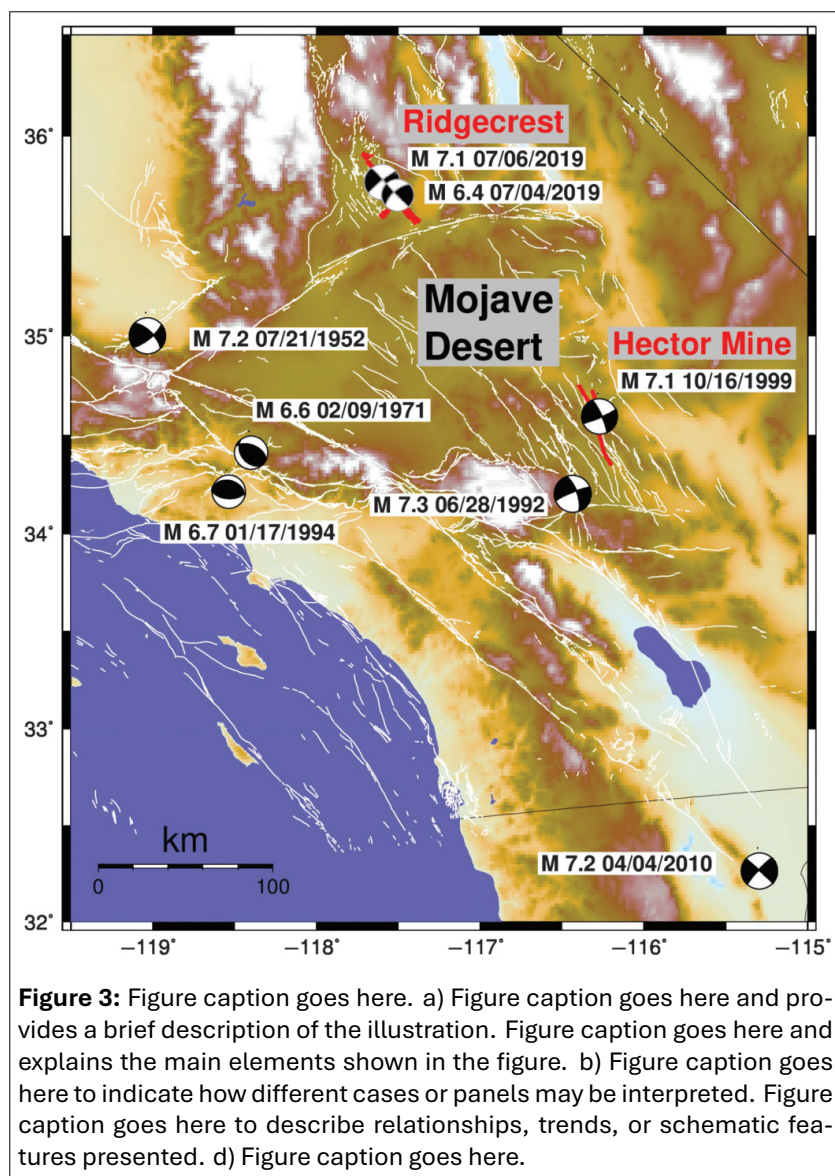 36°
35°
34°
33°
32°
Ridgecrest
M 7.1 07/06/2019
M 6.4 07/04/2019
Mojave
Desert
Hector Mine
M 7.1 10/16/1999
M 7.2 07/21/1952
M 6.6 02/09/1971
M 7.3 06/28/1992
M 6.7 01/17/1994
M 7.2 04/04/2010
km
0 100
−119° −118° −117° −116° −115°
Figure 3: Figure caption goes here. a) Figure caption goes here and pro-
vides a brief description of the illustration. Figure caption goes here and
explains the main elements shown in the figure. b) Figure caption goes
here to indicate how different cases or panels may be interpreted. Figure
caption goes here to describe relationships, trends, or schematic fea-
tures presented. d) Figure caption goes here.